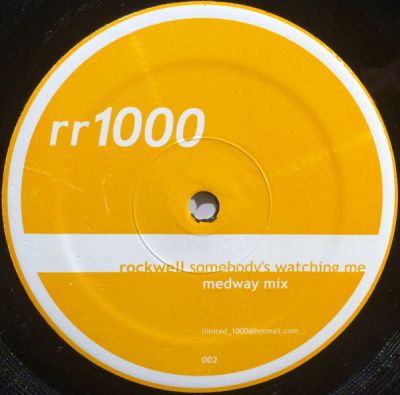 rr1000
rockwell somebody's watching me
medway mix
limited_1000@hotmail.com
002